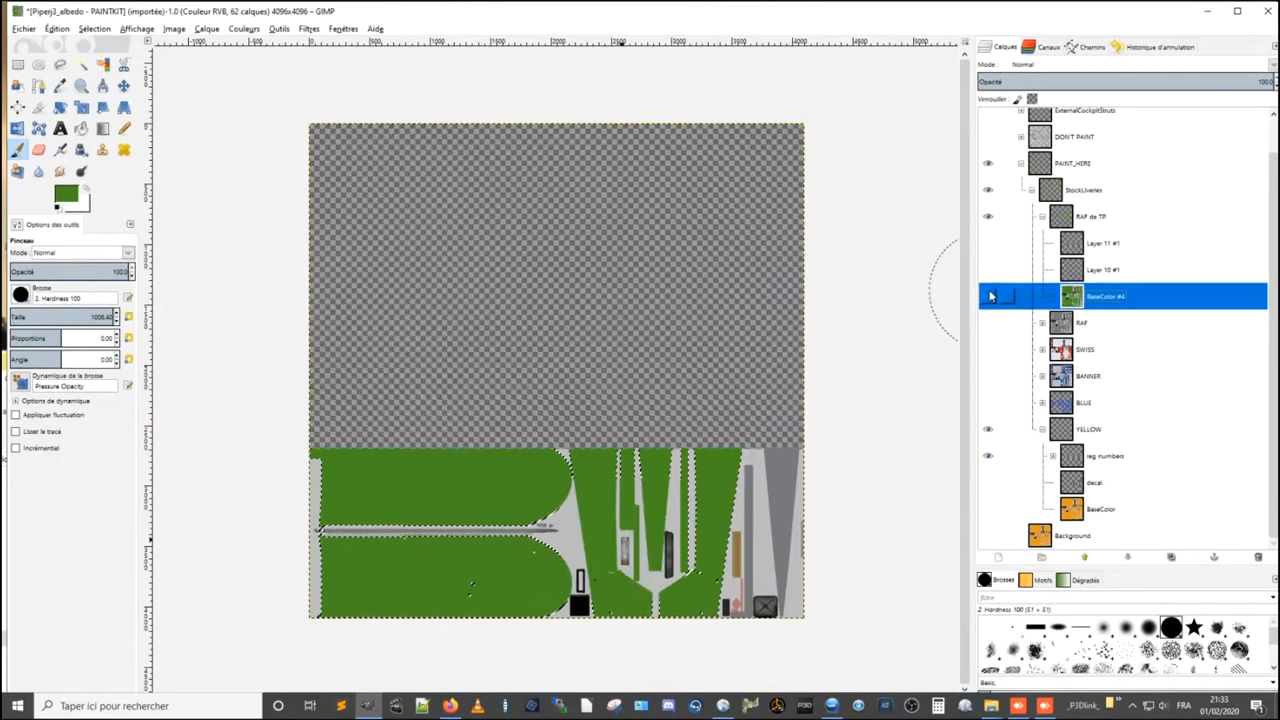 *[Piperj3_albedo - PAINTKIT]-1.0 (Couleur RVB, 62 calques) 4096x4096 – GIMP
Fichier Édition Sélection Affichage Image Calque Couleurs Outils Filtres Fenêtres Aide
Calques Canaux Chemins Historique d'annulation
Mode : Normal
Opacité 100,0
Verrouiller :
ExternalCockpitStruts
DON'T PAINT
PAINT_HERE
StockLIveries
RAF de TP
Layer 11 #1
Layer 10 #1
BaseColor #4
RAF
SWISS
BANNER
BLUE
YELLOW
reg numbers
decal
BaseColor
Background
Options des outils
Pinceau
Mode : Normal
Opacité 100,0
Brosse
2. Hardness 100
Taille 1006,40
Proportions 0,00
Angle 0,00
Dynamique de la brosse
Pressure Opacity
Options de dynamique
Appliquer fluctuation
Lisser le tracé
Incrémentiel
Brosses Motifs Dégradés
filtre
2. Hardness 100 (51 × 51)
Basic,
Taper ici pour rechercher
_P3Dlink_
FRA
21:33
01/02/2020